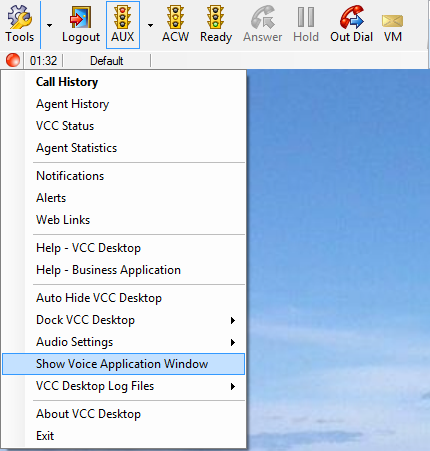 Tools Logout AUX ACW Ready Answer Hold Out Dial VM
01:32 Default
Call History
Agent History
VCC Status
Agent Statistics
Notifications
Alerts
Web Links
Help - VCC Desktop
Help - Business Application
Auto Hide VCC Desktop
Dock VCC Desktop
Audio Settings
Show Voice Application Window
VCC Desktop Log Files
About VCC Desktop
Exit